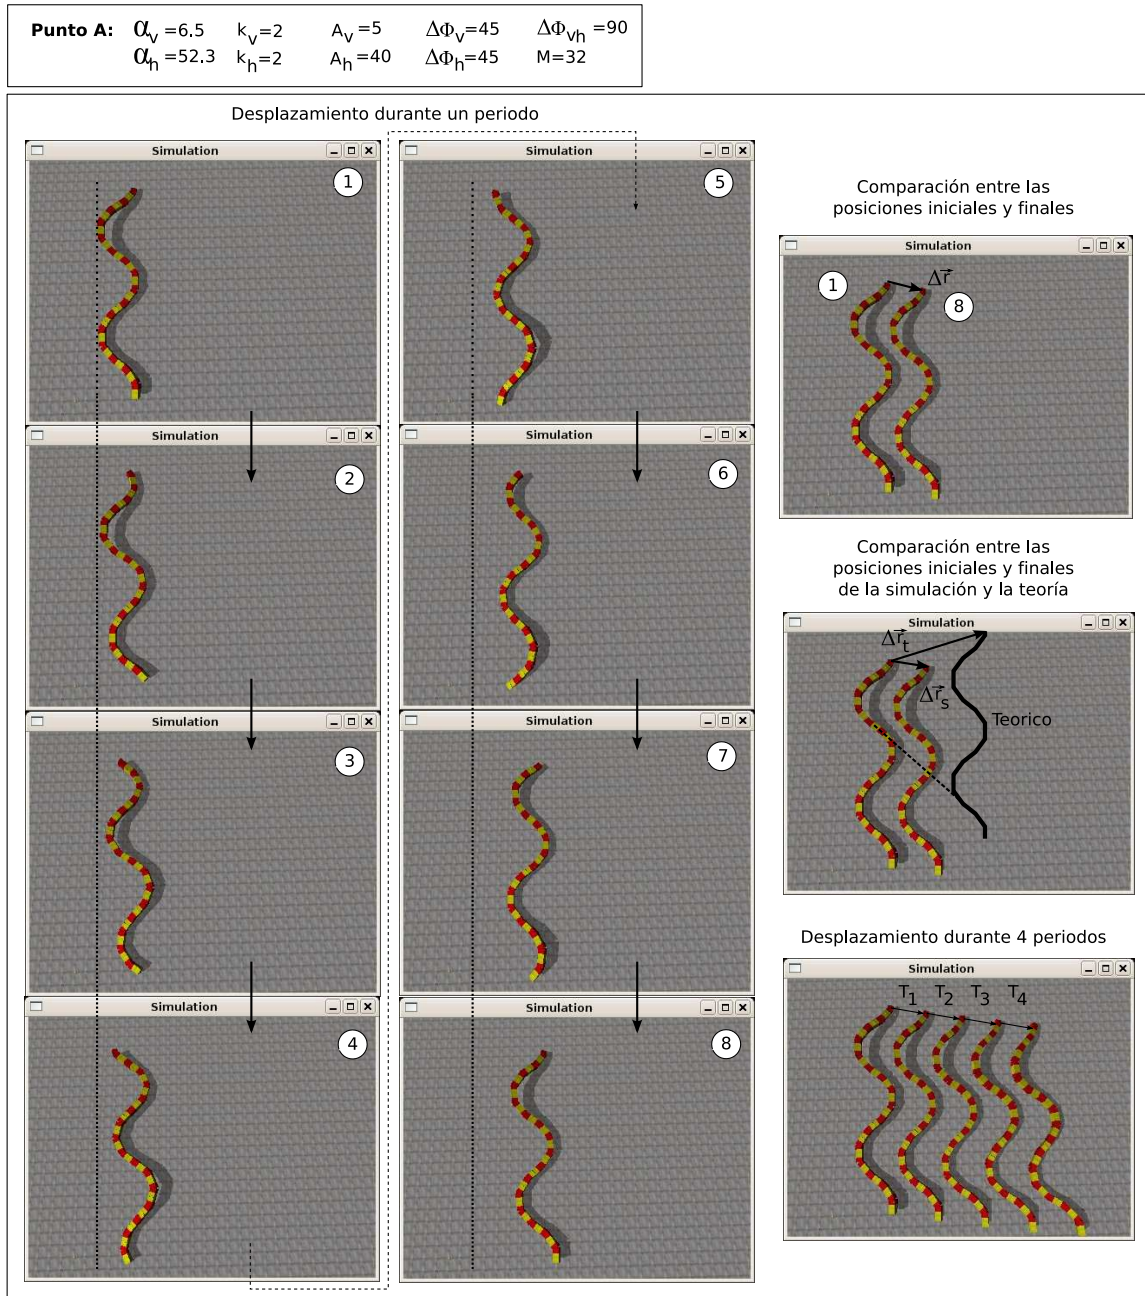 Punto A: αv=6.5 kv=2 Av=5 ΔΦv=45 ΔΦvh=90
αh=52.3 kh=2 Ah=40 ΔΦh=45 M=32
Desplazamiento durante un periodo
Simulation
1
Simulation
2
Simulation
3
Simulation
4
Simulation
5
Simulation
6
Simulation
7
Simulation
8
Comparación entre las
posiciones iniciales y finales
Simulation
1
Δr⃗
8
Comparación entre las
posiciones iniciales y finales
de la simulación y la teoría
Simulation
Δr⃗t
Δr⃗s
Teorico
Desplazamiento durante 4 periodos
Simulation
T1 T2 T3 T4